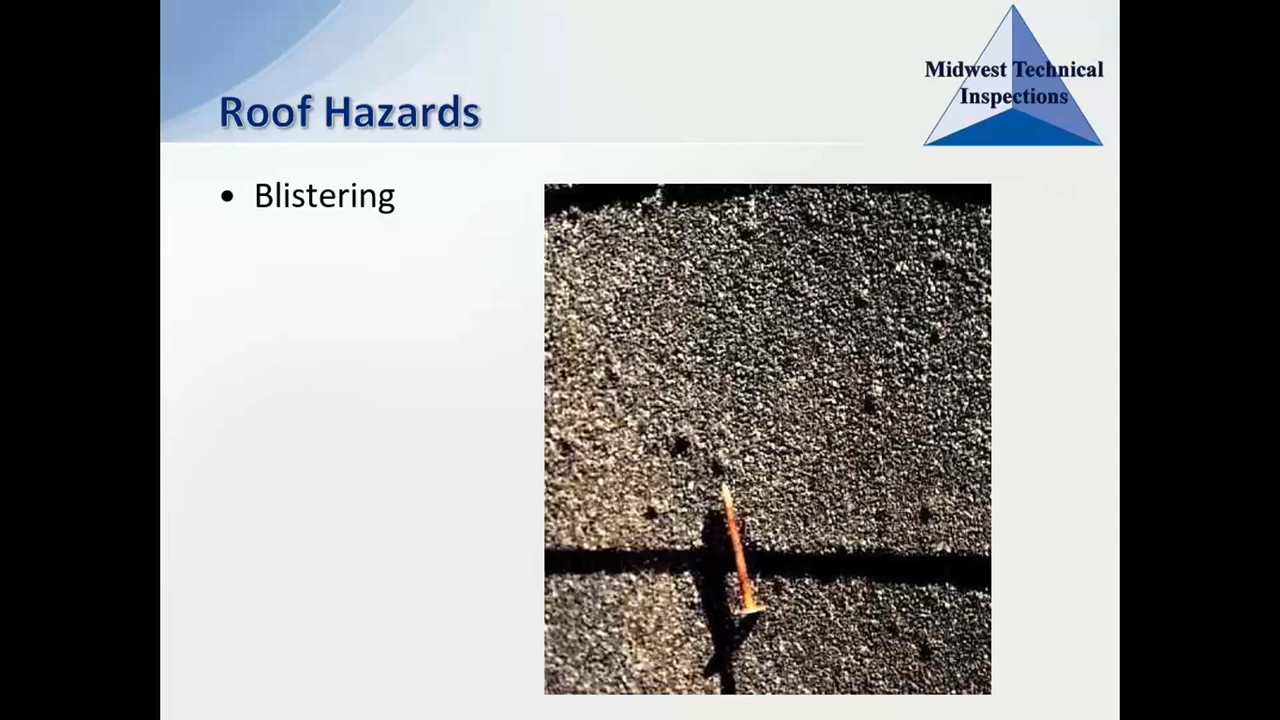 Midwest Technical
Inspections
Roof Hazards
• Blistering